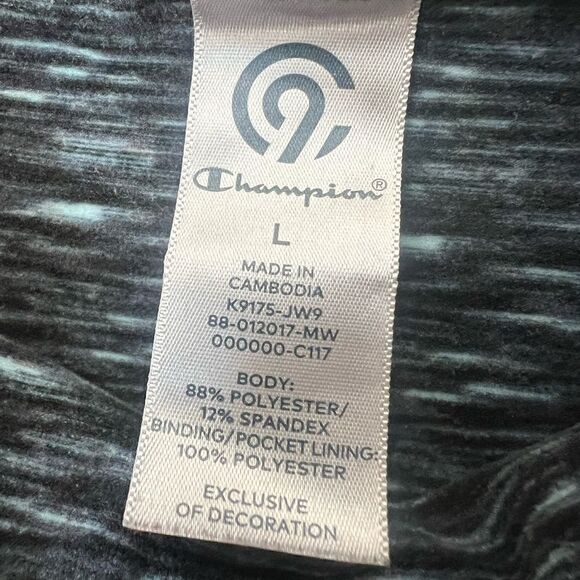 C9
Champion®
L
MADE IN
CAMBODIA
K9175-JW9
88-012017-MW
000000-C117
BODY:
88% POLYESTER/
12% SPANDEX
BINDING/POCKET LINING:
100% POLYESTER
EXCLUSIVE
OF DECORATION